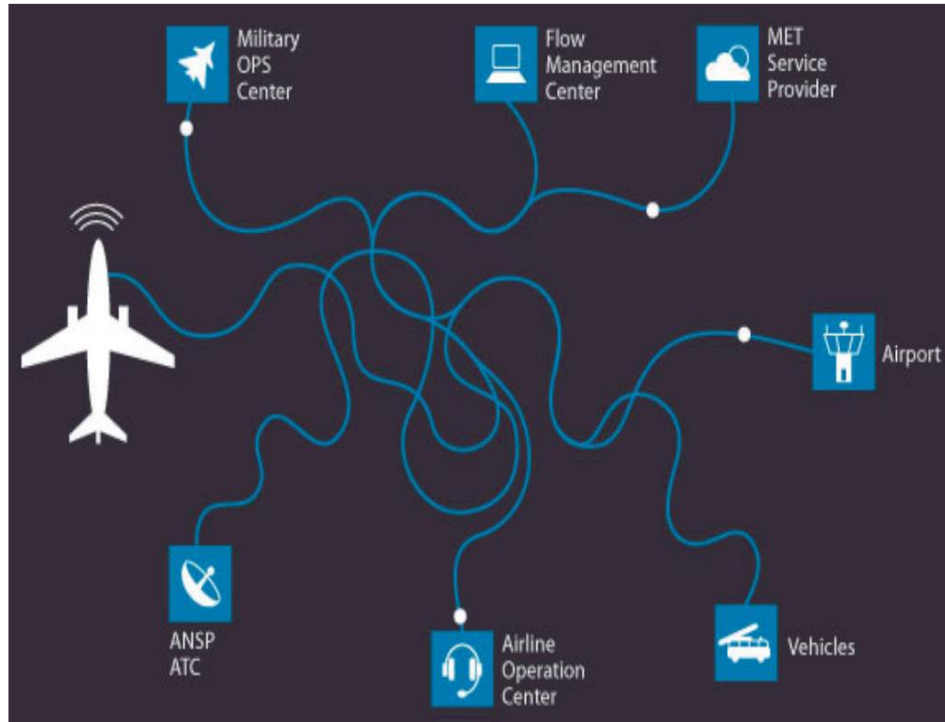 Military
OPS
Center
Flow
Management
Center
MET
Service
Provider
Airport
ANSP
ATC
Airline
Operation
Center
Vehicles